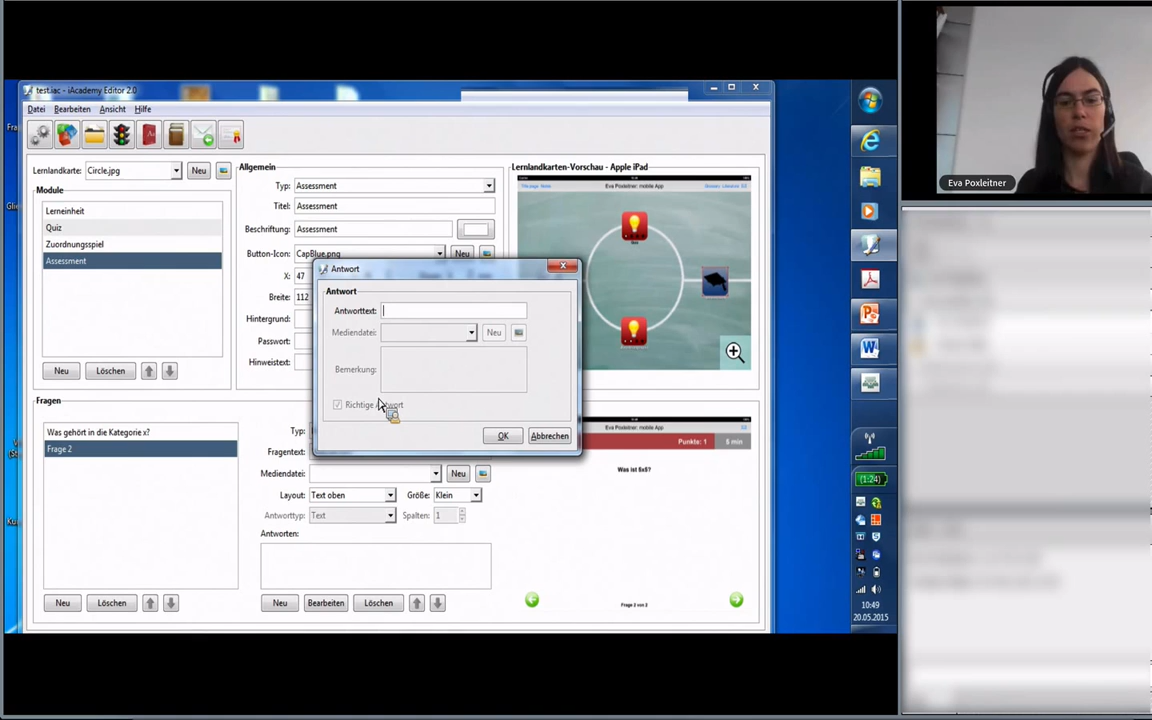 test.iac - iAcademy Editor 2.0
Datei Bearbeiten Ansicht Hilfe
Lernlandkarte: Circle.jpg Neu
Module
Lerneinheit
Quiz
Zuordnungsspiel
Assessment
Neu Löschen
Allgemein
Typ: Assessment
Titel: Assessment
Beschriftung: Assessment
Button-Icon: CapBlue.png Neu
X: 47
Breite: 112
Hintergrund:
Passwort:
Hinweistext:
Lernlandkarten-Vorschau - Apple iPad
Eva Poxleitner: mobile App
Antwort
Antwort
Antworttext:
Mediendatei: Neu
Bemerkung:
Richtige Antwort
OK Abbrechen
Fragen
Was gehört in die Kategorie x?
Frage 2
Neu Löschen
Typ:
Fragentext:
Mediendatei: Neu
Layout: Text oben Größe: Klein
Antworttyp: Text Spalten: 1
Antworten:
Neu Bearbeiten Löschen
Eva Poxleitner: mobile App
Punkte: 1 5 min
Was ist 5x5?
Frage 2 von 2
(1:24)
10:49
20.05.2015
Eva Poxleitner